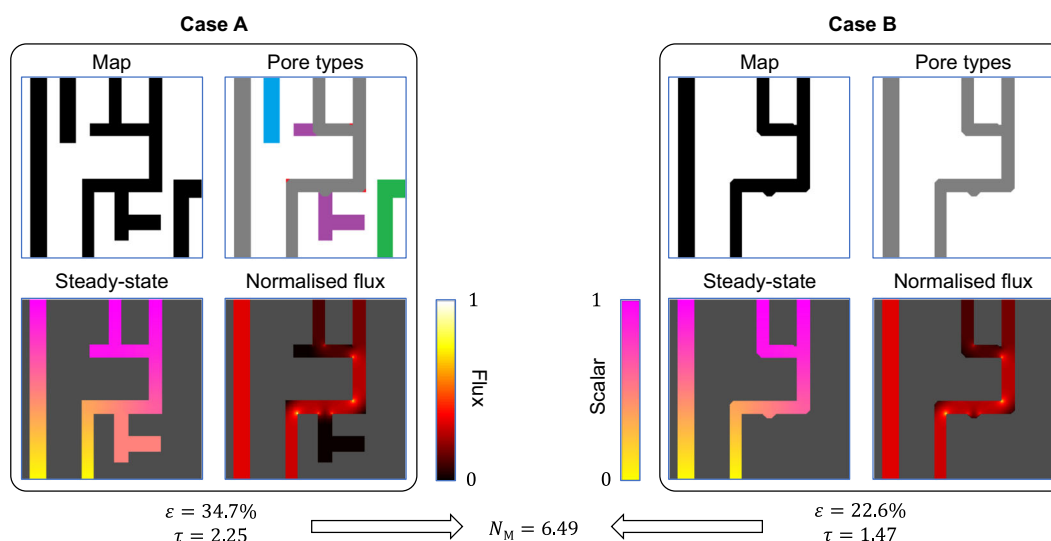 Case A
Case B
Map
Pore types
Map
Pore types
Steady-state
Normalised flux
1
Flux
0
1
Scalar
0
Steady-state
Normalised flux
ε = 34.7%
τ = 2.25
N_M = 6.49
ε = 22.6%
τ = 1.47